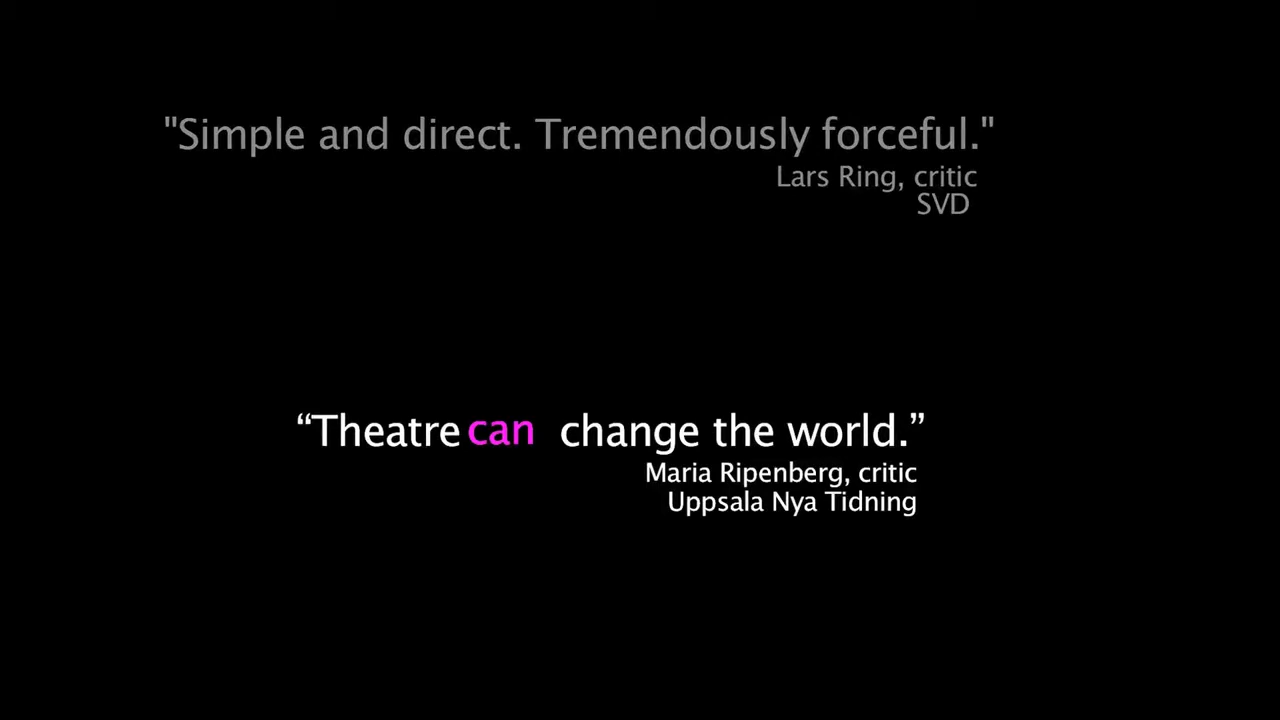 "Simple and direct. Tremendously forceful."
Lars Ring, critic
SVD
“Theatre can change the world.”
Maria Ripenberg, critic
Uppsala Nya Tidning